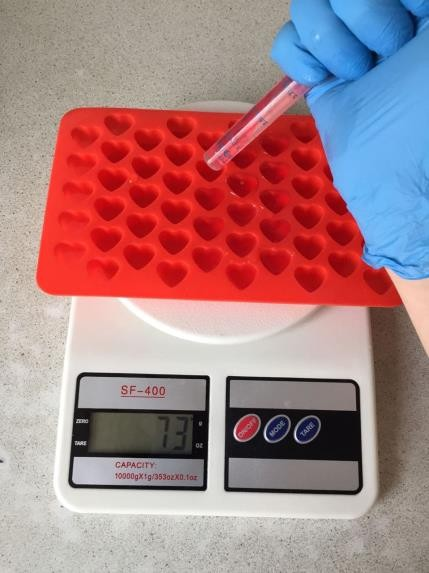 SF-400
ZERO
TARE
73
g
OZ
CAPACITY:
10000gX1g/353ozX0.1oz
ON/OFF
MODE
TARE